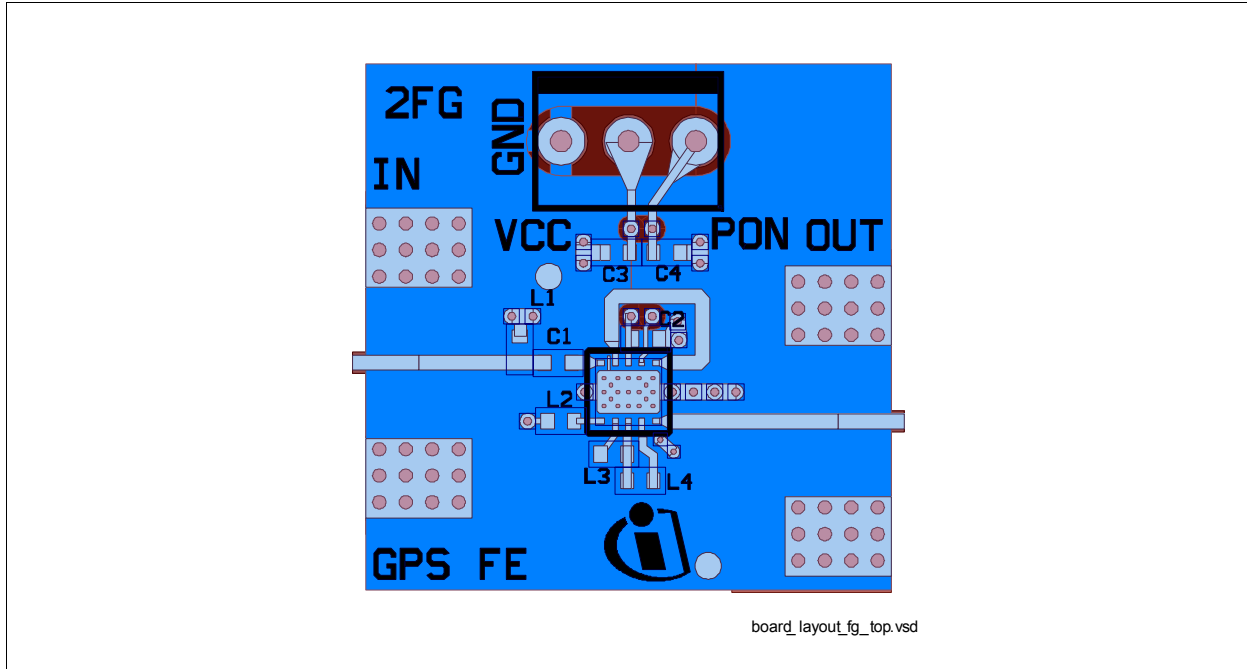 2FG
GND
IN
VCC
PON
OUT
C3
C4
L1
C2
C1
L2
L3
L4
GPS FE
i
board_layout_fg_top.vsd